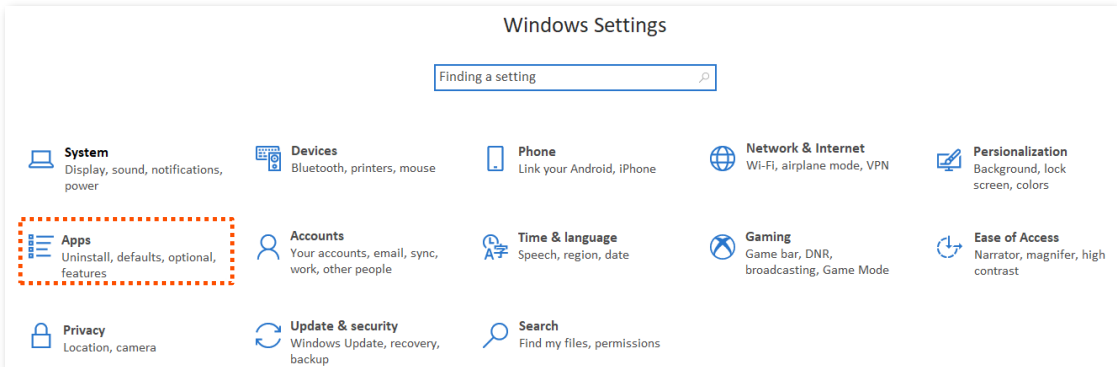 Windows Settings
Finding a setting
System
Display, sound, notifications,
power
Devices
Bluetooth, printers, mouse
Phone
Link your Android, iPhone
Network & Internet
Wi-Fi, airplane mode, VPN
Persionalization
Background, lock
screen, colors
Apps
Uninstall, defaults, optional,
features
Accounts
Your accounts, email, sync,
work, other people
Time & language
Speech, region, date
Gaming
Game bar, DNR,
broadcasting, Game Mode
Ease of Access
Narrator, magnifer, high
contrast
Privacy
Location, camera
Update & security
Windows Update, recovery,
backup
Search
Find my files, permissions